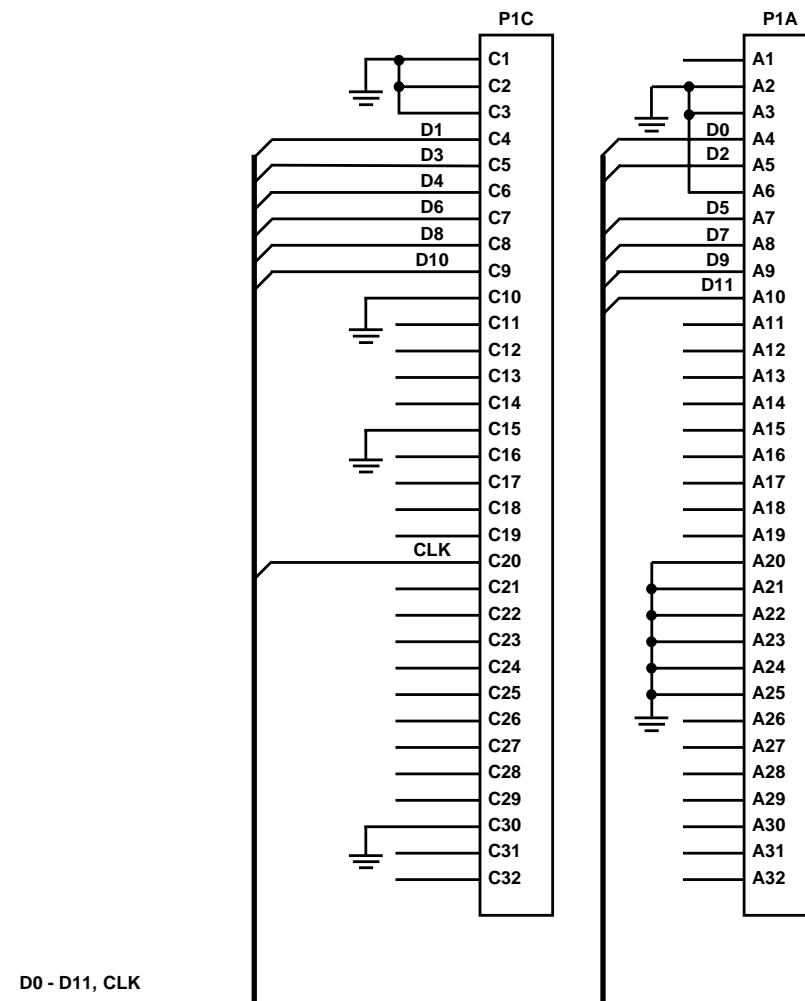 P1C
P1A
C1
A1
C2
A2
C3
A3
D1
C4
D0
A4
D3
C5
D2
A5
D4
C6
A6
D6
C7
D5
A7
D8
C8
D7
A8
D10
C9
D9
A9
C10
D11
A10
C11
A11
C12
A12
C13
A13
C14
A14
C15
A15
C16
A16
C17
A17
C18
A18
C19
A19
CLK
C20
A20
C21
A21
C22
A22
C23
A23
C24
A24
C25
A25
C26
A26
C27
A27
C28
A28
C29
A29
C30
A30
C31
A31
C32
A32
D0 - D11, CLK